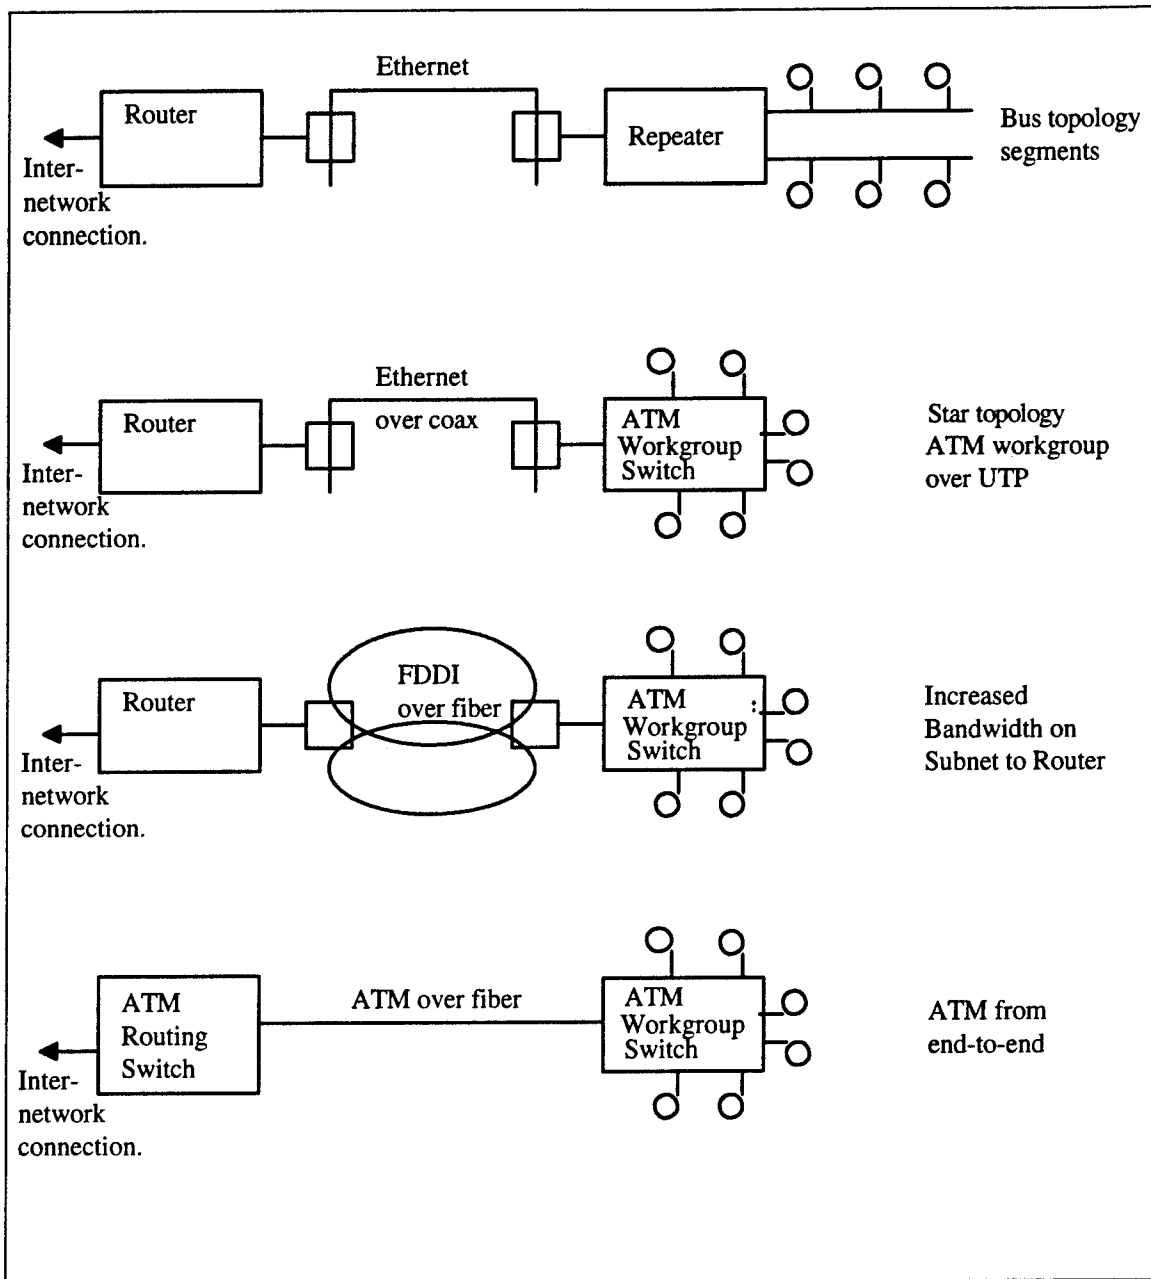 Ethernet
Router
Repeater
Bus topology
segments
Inter-
network
connection.
Ethernet
over coax
Router
ATM
Workgroup
Switch
Star topology
ATM workgroup
over UTP
Inter-
network
connection.
FDDI
over fiber
Router
ATM
Workgroup
Switch
Increased
Bandwidth on
Subnet to Router
Inter-
network
connection.
ATM over fiber
ATM
Routing
Switch
ATM
Workgroup
Switch
ATM from
end-to-end
Inter-
network
connection.